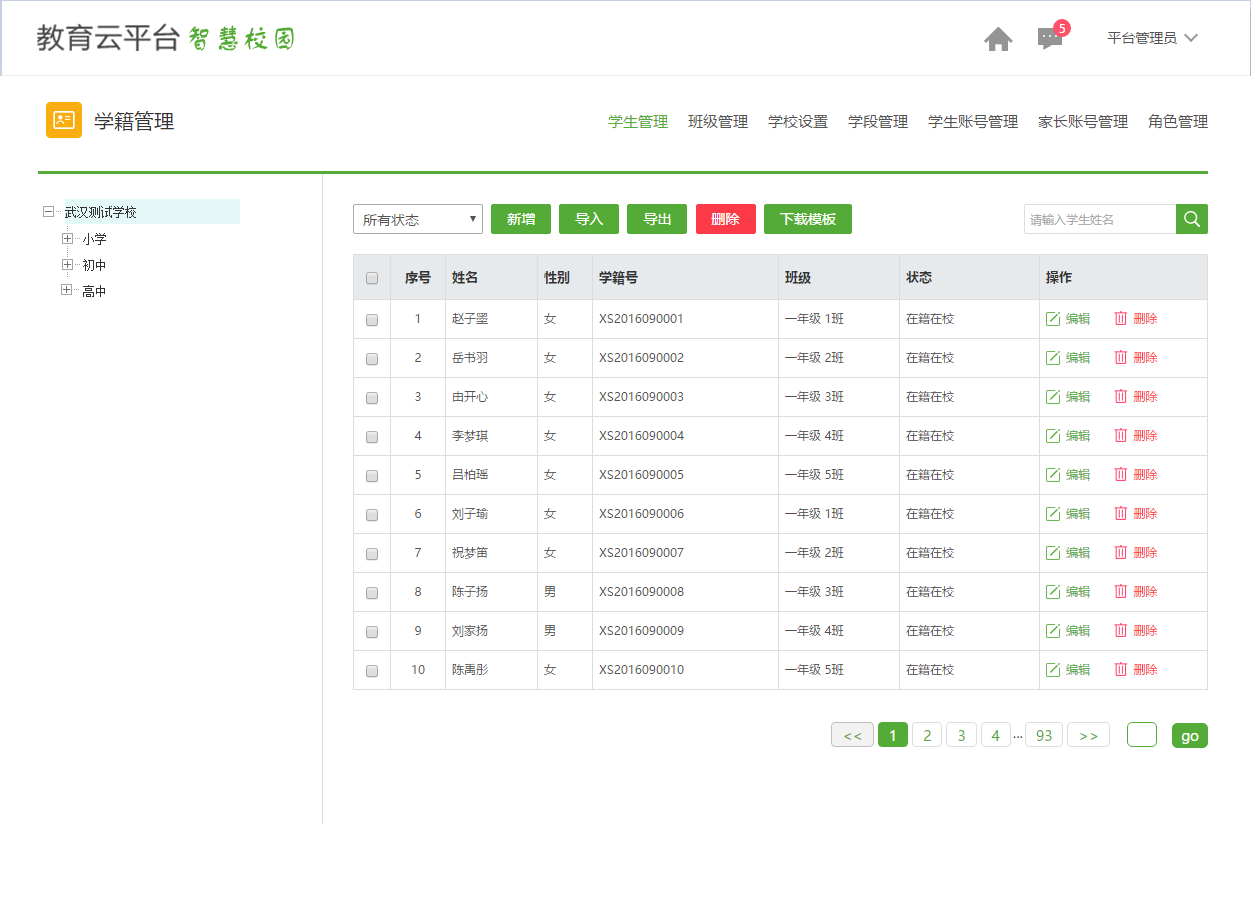 教育云平台 智慧校园
5
平台管理员
学籍管理
学生管理 班级管理 学校设置 学段管理 学生账号管理 家长账号管理 角色管理
武汉测试学校
小学
初中
高中
所有状态 新增 导入 导出 删除 下载模板 请输入学生姓名
序号 姓名 性别 学籍号 班级 状态 操作
1 赵子墨 女 XS2016090001 一年级 1班 在籍在校 编辑 删除
2 岳书羽 女 XS2016090002 一年级 2班 在籍在校 编辑 删除
3 由开心 女 XS2016090003 一年级 3班 在籍在校 编辑 删除
4 李梦琪 女 XS2016090004 一年级 4班 在籍在校 编辑 删除
5 吕柏瑶 女 XS2016090005 一年级 5班 在籍在校 编辑 删除
6 刘子瑜 女 XS2016090006 一年级 1班 在籍在校 编辑 删除
7 祝梦笛 女 XS2016090007 一年级 2班 在籍在校 编辑 删除
8 陈子扬 男 XS2016090008 一年级 3班 在籍在校 编辑 删除
9 刘家扬 男 XS2016090009 一年级 4班 在籍在校 编辑 删除
10 陈禹彤 女 XS2016090010 一年级 5班 在籍在校 编辑 删除
<< 1 2 3 4 ... 93 >> go